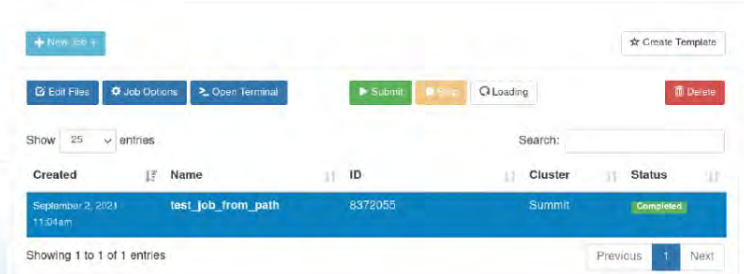 + New Job +
Create Template
Edit Files Job Options Open Terminal Submit Stop Loading Delete
Show 25 entries Search:
Created Name ID Cluster Status
September 2, 2021 test_job_from_path 8372055 Summit Completed
11:04am
Showing 1 to 1 of 1 entries Previous 1 Next